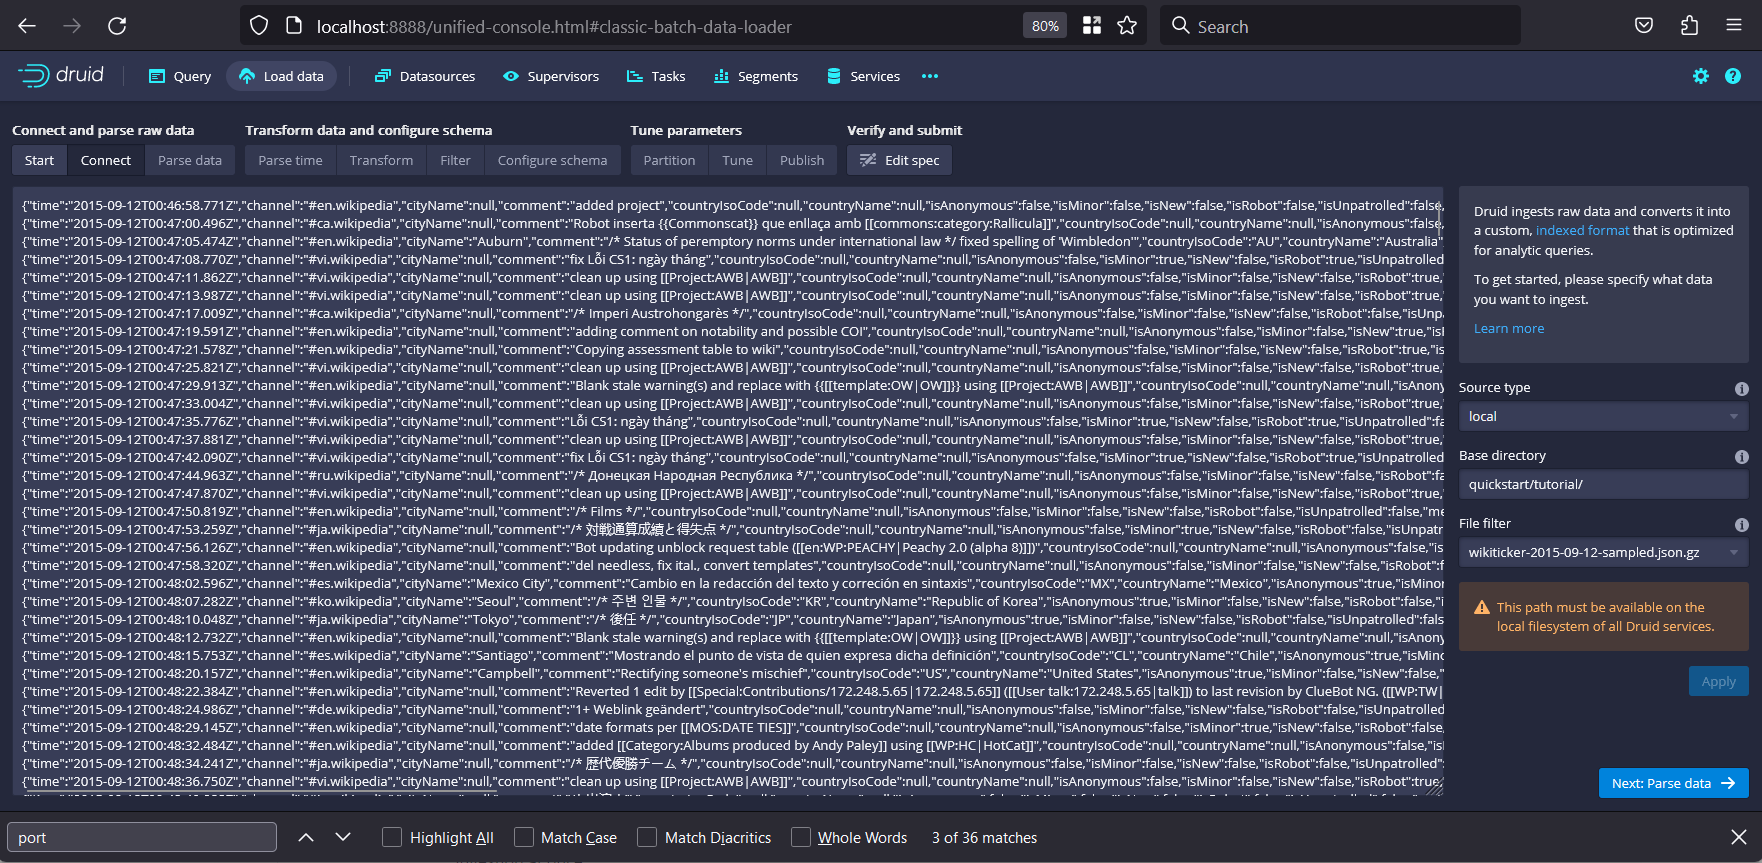 localhost:8888/unified-console.html#classic-batch-data-loader
80%
Search
druid
Query
Load data
Datasources
Supervisors
Tasks
Segments
Services
Connect and parse raw data
Transform data and configure schema
Tune parameters
Verify and submit
Start
Connect
Parse data
Parse time
Transform
Filter
Configure schema
Partition
Tune
Publish
Edit spec
{"time":"2015-09-12T00:46:58.771Z","channel":"#en.wikipedia","cityName":null,"comment":"added project","countryIsoCode":null,"countryName":null,"isAnonymous":false,"isMinor":false,"isNew":false,"isRobot":false,"isUnpatrolled":false,
{"time":"2015-09-12T00:47:00.496Z","channel":"#ca.wikipedia","cityName":null,"comment":"Robot inserta {{Commonscat}} que enllaça amb [[commons:category:Rallicula]]","countryIsoCode":null,"countryName":null,"isAnonymous":false,
{"time":"2015-09-12T00:47:05.474Z","channel":"#en.wikipedia","cityName":"Auburn","comment":"/* Status of peremptory norms under international law */ fixed spelling of 'Wimbledon'","countryIsoCode":"AU","countryName":"Australia"
{"time":"2015-09-12T00:47:08.770Z","channel":"#vi.wikipedia","cityName":null,"comment":"fix Lỗi CS1: ngày tháng","countryIsoCode":null,"countryName":null,"isAnonymous":false,"isMinor":true,"isNew":false,"isRobot":true,"isUnpatrolled
{"time":"2015-09-12T00:47:11.862Z","channel":"#vi.wikipedia","cityName":null,"comment":"clean up using [[Project:AWB|AWB]]","countryIsoCode":null,"countryName":null,"isAnonymous":false,"isMinor":false,"isNew":false,"isRobot":true,
{"time":"2015-09-12T00:47:13.987Z","channel":"#vi.wikipedia","cityName":null,"comment":"clean up using [[Project:AWB|AWB]]","countryIsoCode":null,"countryName":null,"isAnonymous":false,"isMinor":false,"isNew":false,"isRobot":true,
{"time":"2015-09-12T00:47:17.009Z","channel":"#ca.wikipedia","cityName":null,"comment":"/* Imperi Austrohongarès */","countryIsoCode":null,"countryName":null,"isAnonymous":false,"isMinor":false,"isNew":false,"isRobot":false,"isUnpa
{"time":"2015-09-12T00:47:19.591Z","channel":"#en.wikipedia","cityName":null,"comment":"adding comment on notability and possible COI","countryIsoCode":null,"countryName":null,"isAnonymous":false,"isMinor":false,"isNew":true,"isR
{"time":"2015-09-12T00:47:21.578Z","channel":"#en.wikipedia","cityName":null,"comment":"Copying assessment table to wiki","countryIsoCode":null,"countryName":null,"isAnonymous":false,"isMinor":false,"isNew":false,"isRobot":true,"isU
{"time":"2015-09-12T00:47:25.821Z","channel":"#vi.wikipedia","cityName":null,"comment":"clean up using [[Project:AWB|AWB]]","countryIsoCode":null,"countryName":null,"isAnonymous":false,"isMinor":false,"isNew":false,"isRobot":true,
{"time":"2015-09-12T00:47:29.913Z","channel":"#en.wikipedia","cityName":null,"comment":"Blank stale warning(s) and replace with {{[[template:OW|OW]]}} using [[Project:AWB|AWB]]","countryIsoCode":null,"countryName":null,"isAnony
{"time":"2015-09-12T00:47:33.004Z","channel":"#vi.wikipedia","cityName":null,"comment":"clean up using [[Project:AWB|AWB]]","countryIsoCode":null,"countryName":null,"isAnonymous":false,"isMinor":false,"isNew":false,"isRobot":true,
{"time":"2015-09-12T00:47:35.776Z","channel":"#vi.wikipedia","cityName":null,"comment":"Lỗi CS1: ngày tháng","countryIsoCode":null,"countryName":null,"isAnonymous":false,"isMinor":true,"isNew":false,"isRobot":true,"isUnpatrolled":fa
{"time":"2015-09-12T00:47:37.881Z","channel":"#vi.wikipedia","cityName":null,"comment":"clean up using [[Project:AWB|AWB]]","countryIsoCode":null,"countryName":null,"isAnonymous":false,"isMinor":false,"isNew":false,"isRobot":true,
{"time":"2015-09-12T00:47:42.090Z","channel":"#vi.wikipedia","cityName":null,"comment":"fix Lỗi CS1: ngày tháng","countryIsoCode":null,"countryName":null,"isAnonymous":false,"isMinor":true,"isNew":false,"isRobot":true,"isUnpatrolled
{"time":"2015-09-12T00:47:44.963Z","channel":"#ru.wikipedia","cityName":null,"comment":"/* Донецкая Народная Республика */","countryIsoCode":null,"countryName":null,"isAnonymous":false,"isMinor":false,"isNew":false,"isRobot":fa
{"time":"2015-09-12T00:47:47.870Z","channel":"#vi.wikipedia","cityName":null,"comment":"clean up using [[Project:AWB|AWB]]","countryIsoCode":null,"countryName":null,"isAnonymous":false,"isMinor":false,"isNew":false,"isRobot":true,
{"time":"2015-09-12T00:47:50.819Z","channel":"#en.wikipedia","cityName":null,"comment":"/* Films */","countryIsoCode":null,"countryName":null,"isAnonymous":false,"isMinor":false,"isNew":false,"isRobot":false,"isUnpatrolled":false,"me
{"time":"2015-09-12T00:47:53.259Z","channel":"#ja.wikipedia","cityName":null,"comment":"/* 対戦通算成績と得失点 */","countryIsoCode":null,"countryName":null,"isAnonymous":false,"isMinor":true,"isNew":false,"isRobot":false,"isUnpatr
{"time":"2015-09-12T00:47:56.126Z","channel":"#en.wikipedia","cityName":null,"comment":"Bot updating unblock request table ([[en:WP:PEACHY|Peachy 2.0 (alpha 8)]])","countryIsoCode":null,"countryName":null,"isAnonymous":false,"is
{"time":"2015-09-12T00:47:58.320Z","channel":"#en.wikipedia","cityName":null,"comment":"del needless, fix ital., convert templates","countryIsoCode":null,"countryName":null,"isAnonymous":false,"isMinor":false,"isNew":false,"isRobot":f
{"time":"2015-09-12T00:48:02.596Z","channel":"#es.wikipedia","cityName":"Mexico City","comment":"Cambio en la redacción del texto y correción en sintaxis","countryIsoCode":"MX","countryName":"Mexico","isAnonymous":true,"isMino
{"time":"2015-09-12T00:48:07.282Z","channel":"#ko.wikipedia","cityName":"Seoul","comment":"/* 주변 인물 */","countryIsoCode":"KR","countryName":"Republic of Korea","isAnonymous":true,"isMinor":false,"isNew":false,"isRobot":false,"i
{"time":"2015-09-12T00:48:10.048Z","channel":"#ja.wikipedia","cityName":"Tokyo","comment":"/* 後任 */","countryIsoCode":"JP","countryName":"Japan","isAnonymous":true,"isMinor":false,"isNew":false,"isRobot":false,"isUnpatrolled":fals
{"time":"2015-09-12T00:48:12.732Z","channel":"#en.wikipedia","cityName":null,"comment":"Blank stale warning(s) and replace with {{[[template:OW|OW]]}} using [[Project:AWB|AWB]]","countryIsoCode":null,"countryName":null,"isAnony
{"time":"2015-09-12T00:48:15.753Z","channel":"#es.wikipedia","cityName":"Santiago","comment":"Mostrando el punto de vista de quien expresa dicha definición","countryIsoCode":"CL","countryName":"Chile","isAnonymous":true,"isMinc
{"time":"2015-09-12T00:48:20.157Z","channel":"#en.wikipedia","cityName":"Campbell","comment":"Rectifying someone's mischief","countryIsoCode":"US","countryName":"United States","isAnonymous":true,"isMinor":false,"isNew":false,"is
{"time":"2015-09-12T00:48:22.384Z","channel":"#en.wikipedia","cityName":null,"comment":"Reverted 1 edit by [[Special:Contributions/172.248.5.65|172.248.5.65]] ([[User talk:172.248.5.65|talk]]) to last revision by ClueBot NG. ([[WP:TW|
{"time":"2015-09-12T00:48:24.986Z","channel":"#de.wikipedia","cityName":null,"comment":"1+ Weblink geändert","countryIsoCode":null,"countryName":null,"isAnonymous":false,"isMinor":false,"isNew":false,"isRobot":false,"isUnpatrolled
{"time":"2015-09-12T00:48:29.145Z","channel":"#en.wikipedia","cityName":null,"comment":"date formats per [[MOS:DATE TIES]]","countryIsoCode":null,"countryName":null,"isAnonymous":false,"isMinor":true,"isNew":false,"isRobot":false,
{"time":"2015-09-12T00:48:32.484Z","channel":"#en.wikipedia","cityName":null,"comment":"added [[Category:Albums produced by Andy Paley]] using [[WP:HC|HotCat]]","countryIsoCode":null,"countryName":null,"isAnonymous":false,"isI
{"time":"2015-09-12T00:48:34.241Z","channel":"#ja.wikipedia","cityName":null,"comment":"/* 歴代優勝チーム */","countryIsoCode":null,"countryName":null,"isAnonymous":false,"isMinor":false,"isNew":false,"isRobot":false,"isUnpatrolled":
{"time":"2015-09-12T00:48:36.750Z","channel":"#vi.wikipedia","cityName":null,"comment":"clean up using [[Project:AWB|AWB]]","countryIsoCode":null,"countryName":null,"isAnonymous":false,"isMinor":false,"isNew":false,"isRobot":true,
Druid ingests raw data and converts it into
a custom, indexed format that is optimized
for analytic queries.
To get started, please specify what data
you want to ingest.
Learn more
Source type
local
Base directory
quickstart/tutorial/
File filter
wikiticker-2015-09-12-sampled.json.gz
This path must be available on the
local filesystem of all Druid services.
Apply
Next: Parse data
port
Highlight All
Match Case
Match Diacritics
Whole Words
3 of 36 matches